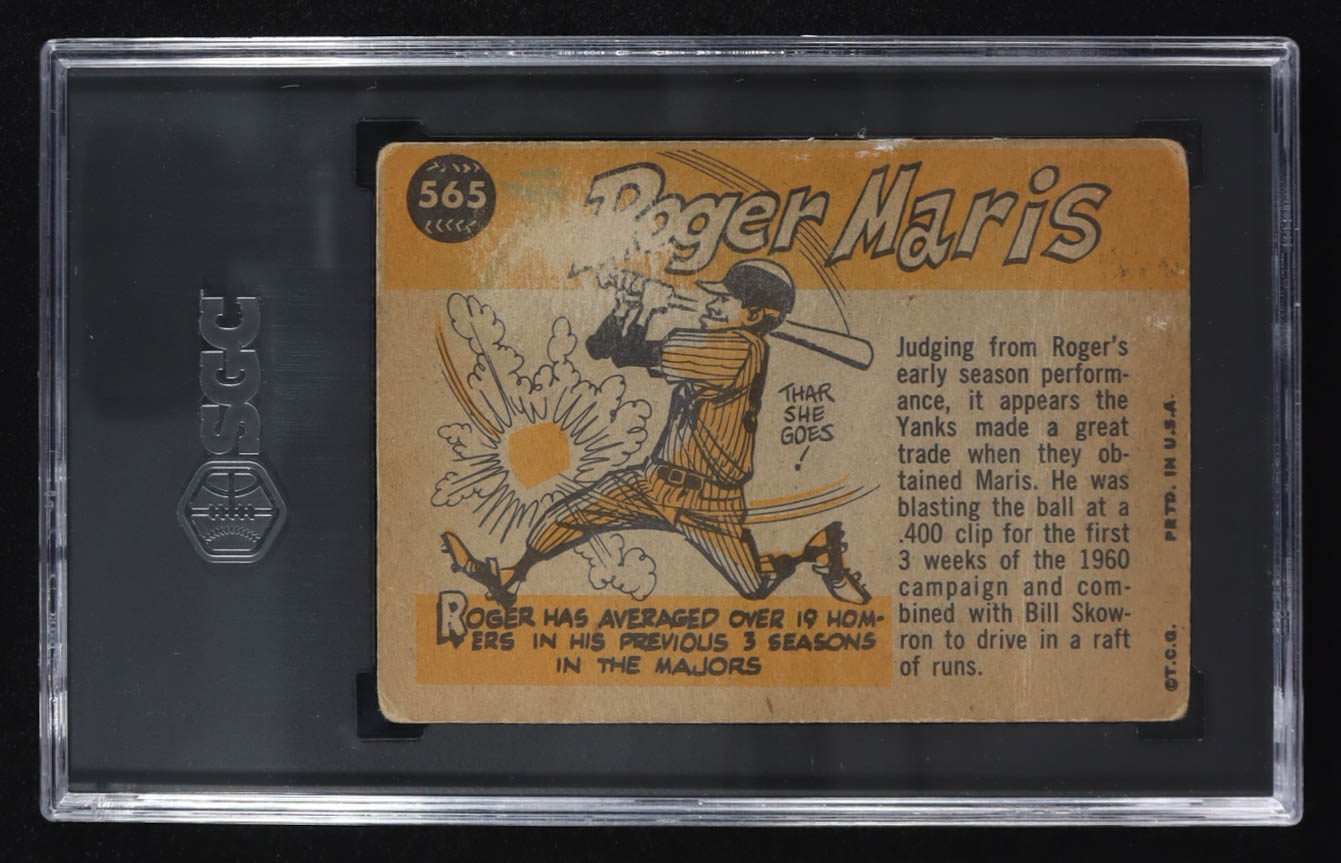 SGC
565
Roger Maris
THAR
SHE
GOES
!
Judging from Roger's
early season perform-
ance, it appears the
Yanks made a great
trade when they ob-
tained Maris. He was
blasting the ball at a
.400 clip for the first
3 weeks of the 1960
campaign and com-
bined with Bill Skow-
ron to drive in a raft
of runs.
ROGER HAS AVERAGED OVER 19 HOM-
ERS IN HIS PREVIOUS 3 SEASONS
IN THE MAJORS
©T.C.G. PRTD. IN U.S.A.